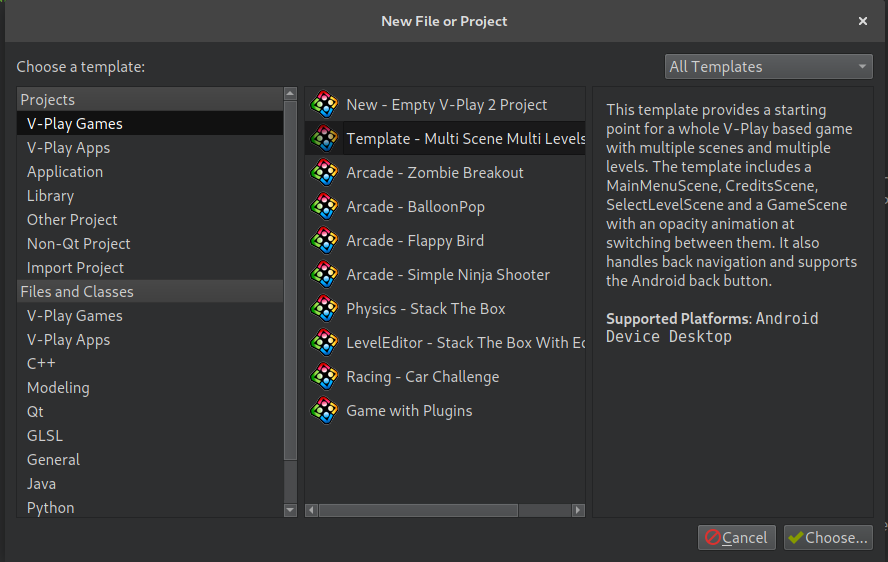 New File or Project
Choose a template:
All Templates
Projects
V-Play Games
V-Play Apps
Application
Library
Other Project
Non-Qt Project
Import Project
Files and Classes
V-Play Games
V-Play Apps
C++
Modeling
Qt
GLSL
General
Java
Python
New - Empty V-Play 2 Project
Template - Multi Scene Multi Levels
Arcade - Zombie Breakout
Arcade - BalloonPop
Arcade - Flappy Bird
Arcade - Simple Ninja Shooter
Physics - Stack The Box
LevelEditor - Stack The Box With Ed
Racing - Car Challenge
Game with Plugins
This template provides a starting
point for a whole V-Play based game
with multiple scenes and multiple
levels. The template includes a
MainMenuScene, CreditsScene,
SelectLevelScene and a GameScene
with an opacity animation at
switching between them. It also
handles back navigation and supports
the Android back button.
Supported Platforms: Android
Device Desktop
Cancel
Choose...